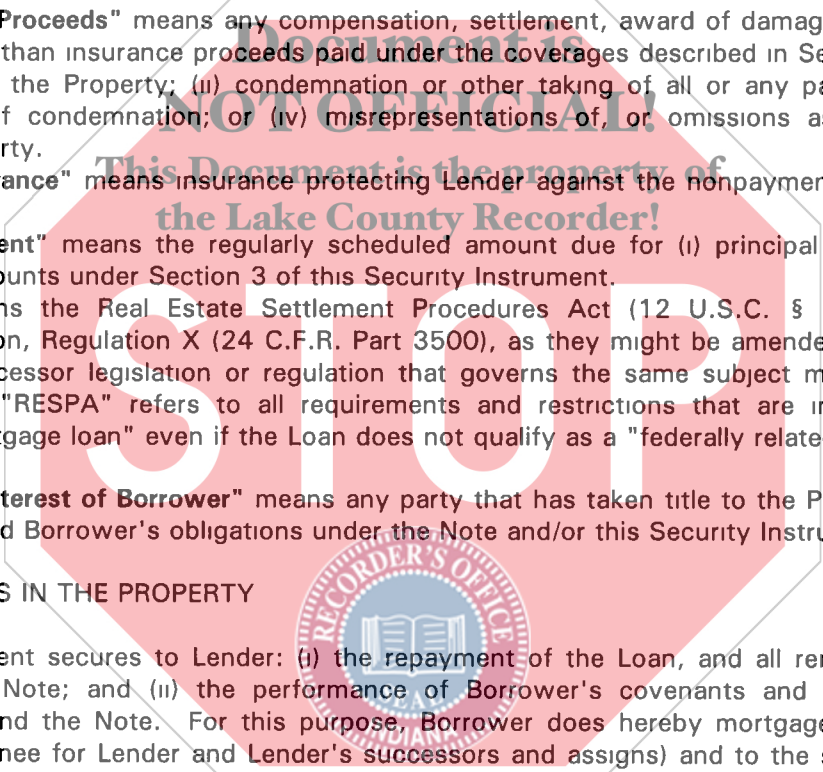 Proceeds" means any compensation, settlement, award of damag
than insurance proceeds paid under the coverages described in Se
the Property; (ii) condemnation or other taking of all or any pa
f condemnation; or (iv) misrepresentations of, or omissions as
rty.
ance" means insurance protecting Lender against the nonpaymen
ent" means the regularly scheduled amount due for (i) principal
ounts under Section 3 of this Security Instrument.
ns the Real Estate Settlement Procedures Act (12 U.S.C. §
on, Regulation X (24 C.F.R. Part 3500), as they might be amende
cessor legislation or regulation that governs the same subject m
"RESPA" refers to all requirements and restrictions that are i
gage loan" even if the Loan does not qualify as a "federally relate
terest of Borrower" means any party that has taken title to the P
d Borrower's obligations under the Note and/or this Security Instru
S IN THE PROPERTY
ent secures to Lender: (i) the repayment of the Loan, and all re
Note; and (ii) the performance of Borrower's covenants and
nd the Note. For this purpose, Borrower does hereby mortgage
nee for Lender and Lender's successors and assigns) and to the s
Document is
NOT OFFICIAL!
This Document is the property of
the Lake County Recorder!
STOP
RECORDER'S OFFICE
SEAL
INDIANA